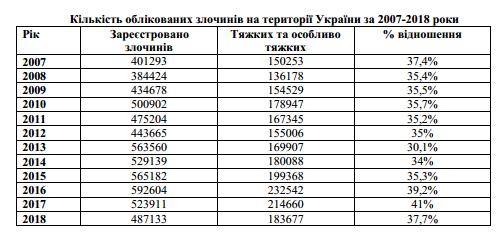 Кількість облікованих злочинів на території України за 2007-2018 роки
Рік Зареєстровано злочинів Тяжких та особливо тяжких % відношення
2007 401293 150253 37,4%
2008 384424 136178 35,4%
2009 434678 154529 35,5%
2010 500902 178947 35,7%
2011 475204 167345 35,2%
2012 443665 155006 35%
2013 563560 169907 30,1%
2014 529139 180088 34%
2015 565182 199368 35,3%
2016 592604 232542 39,2%
2017 523911 214660 41%
2018 487133 183677 37,7%